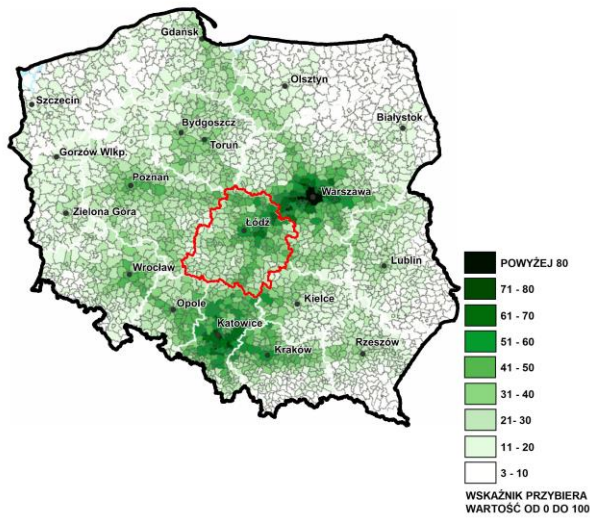 Gdańsk
Olsztyn
Szczecin
Białystok
Bydgoszcz
Toruń
Gorzów Wlkp.
Poznań
Warszawa
Zielona Góra
Łódź
Wrocław
Lublin
Opole
Kielce
Katowice
Kraków
Rzeszów
POWYŻEJ 80
71 - 80
61 - 70
51 - 60
41 - 50
31 - 40
21- 30
11 - 20
3 - 10
WSKAŹNIK PRZYBIERA
WARTOŚĆ OD 0 DO 100